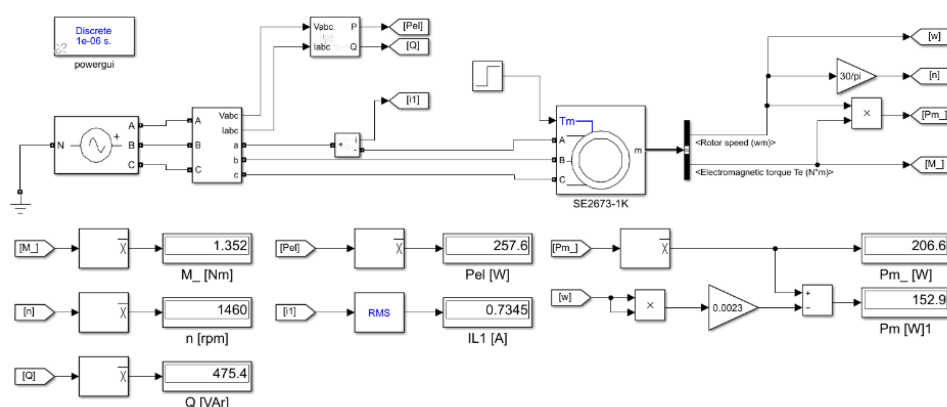 Discrete
1e-06 s.
powergui
N
A
B
C
A
B
C
Vabc
Iabc
a
b
c
Vabc
Iabc
P
Q
[Pel]
[Q]
[i1]
+
i
-
Tm
A
B
C
m
SE2673-1K
<Rotor speed (wm)>
<Electromagnetic torque Te (N*m)>
30/pi
×
[w]
[n]
[Pm_]
[M_]
[M_]
x
1.352
M_ [Nm]
[n]
x
1460
n [rpm]
[Q]
x
475.4
Q [VAr]
[Pel]
x
257.6
Pel [W]
[i1]
RMS
0.7345
IL1 [A]
[Pm_]
x
206.6
Pm_ [W]
[w]
×
0.0023
+
−
152.9
Pm [W]1